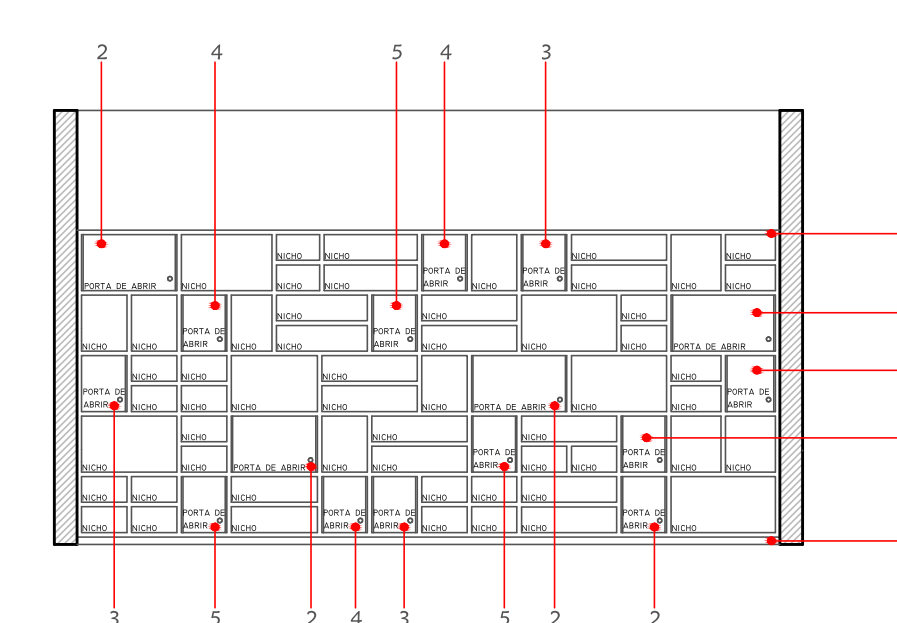 2 4 5 4 3
NICHO NICHO NICHO NICHO
PORTA DE PORTA DE
PORTA DE ABRIR NICHO NICHO NICHO ABRIR NICHO ABRIR NICHO NICHO NICHO
NICHO NICHO NICHO
PORTA DE PORTA DE
NICHO NICHO ABRIR NICHO NICHO ABRIR NICHO NICHO NICHO PORTA DE ABRIR
NICHO NICHO NICHO NICHO
PORTA DE PORTA DE
ABRIR NICHO NICHO NICHO NICHO NICHO PORTA DE ABRIR NICHO NICHO ABRIR
NICHO NICHO NICHO
PORTA DE PORTA DE
NICHO NICHO PORTA DE ABRIR NICHO NICHO ABRIR NICHO NICHO ABRIR NICHO NICHO
NICHO NICHO NICHO NICHO NICHO NICHO
PORTA DE PORTA DE PORTA DE PORTA DE
NICHO NICHO ABRIR NICHO ABRIR ABRIR NICHO NICHO NICHO ABRIR NICHO
3 5 2 4 3 5 2 2